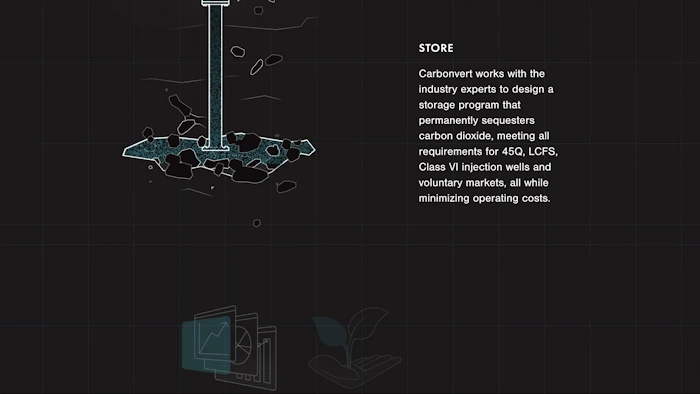 STORE
Carbonvert works with the
industry experts to design a
storage program that
permanently sequesters
carbon dioxide, meeting all
requirements for 45Q, LCFS,
Class VI injection wells and
voluntary markets, all while
minimizing operating costs.